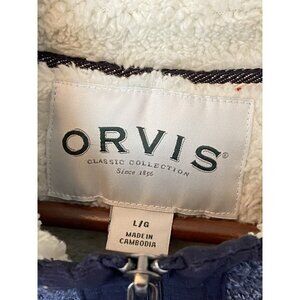 ORVIS®
CLASSIC COLLECTION
Since 1856
L/G
MADE IN
CAMBODIA